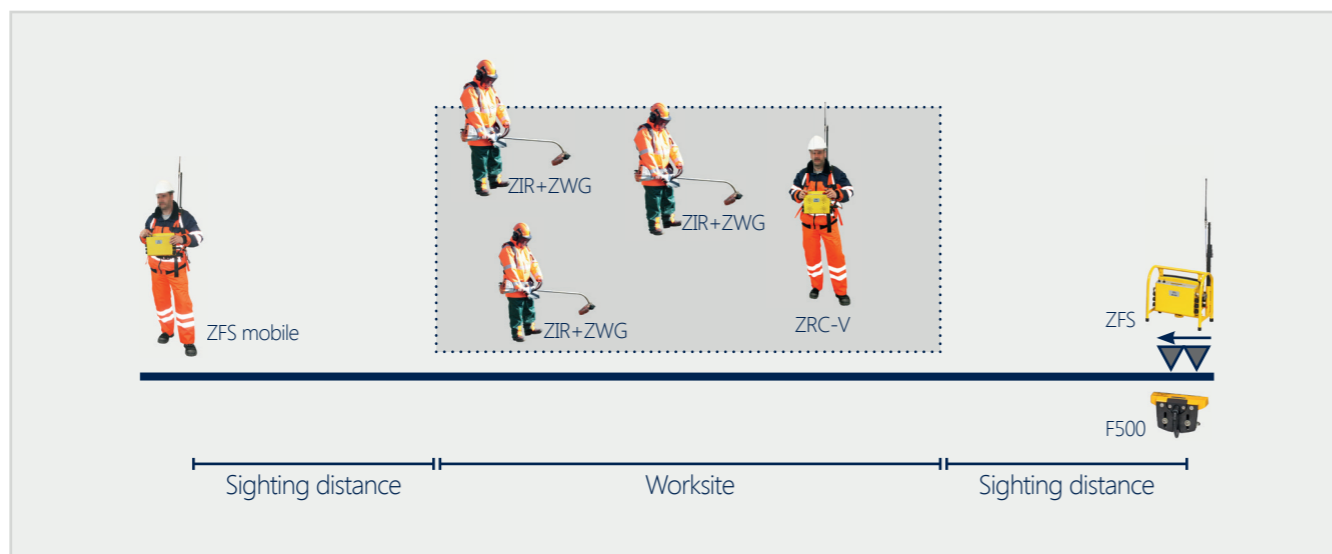 ZIR+ZWG
ZIR+ZWG
ZIR+ZWG
ZRC-V
ZFS mobile
ZFS
F500
Sighting distance
Worksite
Sighting distance